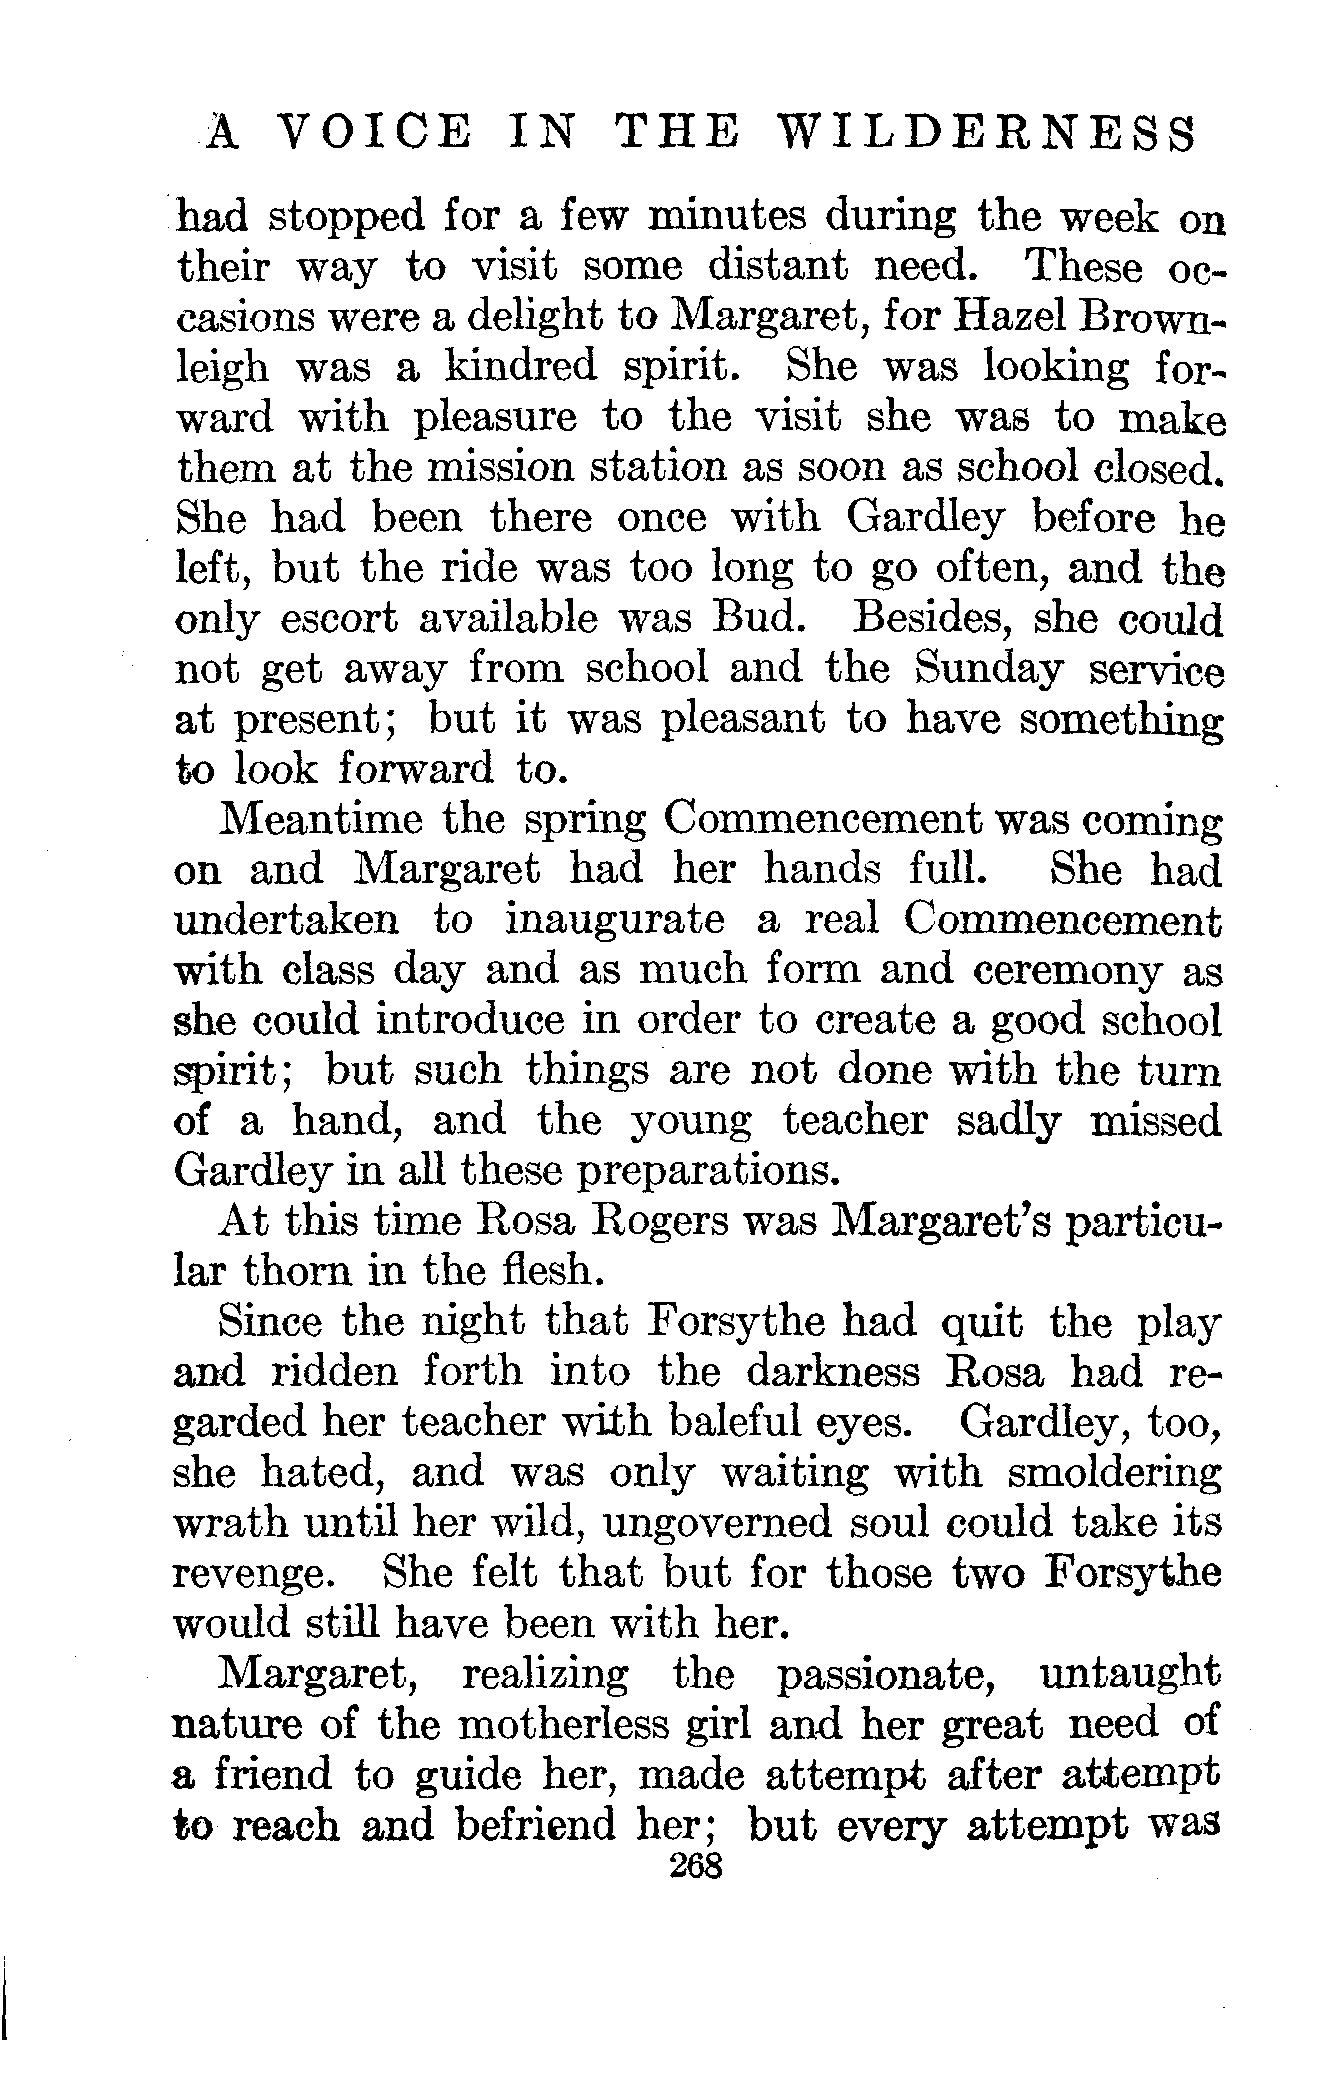 A VOICE IN THE WILDERNESS
had stopped for a few minutes during the week on
their way to visit some distant need. These oc-
casions were a delight to Margaret, for Hazel Brown-
leigh was a kindred spirit. She was looking for-
ward with pleasure to the visit she was to make
them at the mission station as soon as school closed.
She had been there once with Gardley before he
left, but the ride was too long to go often, and the
only escort available was Bud. Besides, she could
not get away from school and the Sunday service
at present; but it was pleasant to have something
to look forward to.
Meantime the spring Commencement was coming
on and Margaret had her hands full. She had
undertaken to inaugurate a real Commencement
with class day and as much form and ceremony as
she could introduce in order to create a good school
spirit; but such things are not done with the turn
of a hand, and the young teacher sadly missed
Gardley in all these preparations.
At this time Rosa Rogers was Margaret's particu-
lar thorn in the flesh.
Since the night that Forsythe had quit the play
and ridden forth into the darkness Rosa had re-
garded her teacher with baleful eyes. Gardley, too,
she hated, and was only waiting with smoldering
wrath until her wild, ungoverned soul could take its
revenge. She felt that but for those two Forsythe
would still have been with her.
Margaret, realizing the passionate, untaught
nature of the motherless girl and her great need of
a friend to guide her, made attempt after attempt
to reach and befriend her; but every attempt was
268